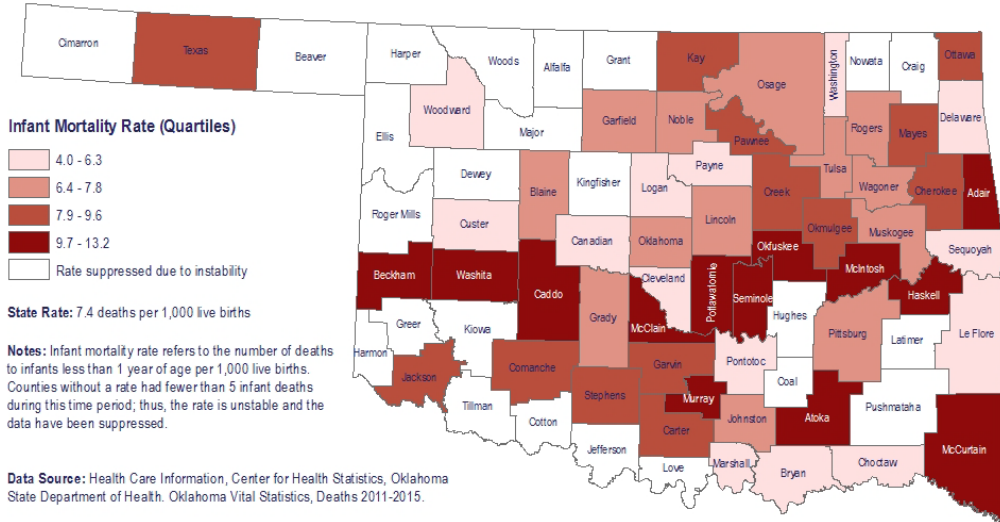 Cimarron
Texas
Beaver
Harper
Woods
Alfalfa
Grant
Kay
Osage
Washington
Nowata
Craig
Ottawa
Woodward
Ellis
Major
Garfield
Noble
Pawnee
Rogers
Mayes
Delaware
Infant Mortality Rate (Quartiles)
4.0 - 6.3
6.4 - 7.8
7.9 - 9.6
9.7 - 13.2
Rate suppressed due to instability
Dewey
Blaine
Kingfisher
Logan
Payne
Creek
Tulsa
Wagoner
Cherokee
Adair
Roger Mills
Custer
Canadian
Oklahoma
Lincoln
Okmulgee
Muskogee
Sequoyah
Beckham
Washita
Caddo
Cleveland
Pottawatomie
Seminole
Okfuskee
McIntosh
Haskell
State Rate: 7.4 deaths per 1,000 live births
Greer
Kiowa
Grady
McClain
Hughes
Pittsburg
Latimer
Le Flore
Notes: Infant mortality rate refers to the number of deaths
to infants less than 1 year of age per 1,000 live births.
Counties without a rate had fewer than 5 infant deaths
during this time period; thus, the rate is unstable and the
data have been suppressed.
Harmon
Jackson
Comanche
Garvin
Pontotoc
Coal
Tillman
Cotton
Stephens
Murray
Carter
Johnston
Atoka
Pushmataha
McCurtain
Jefferson
Love
Marshall
Bryan
Choctaw
Data Source: Health Care Information, Center for Health Statistics, Oklahoma
State Department of Health. Oklahoma Vital Statistics, Deaths 2011-2015.